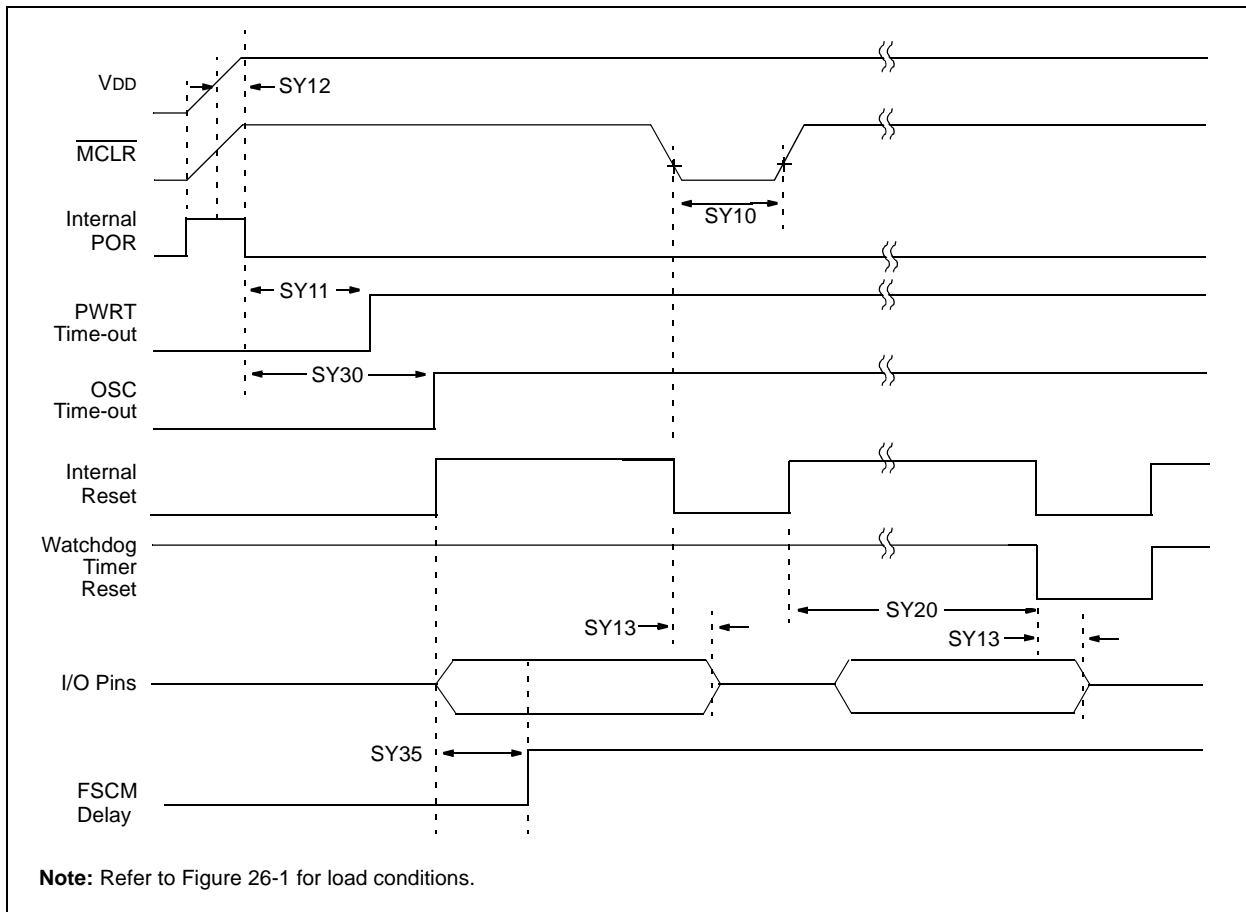 VDD
SY12
MCLR
SY10
Internal
POR
SY11
PWRT
Time-out
SY30
OSC
Time-out
Internal
Reset
Watchdog
Timer
Reset
SY20
SY13
SY13
I/O Pins
SY35
FSCM
Delay
Note: Refer to Figure 26-1 for load conditions.